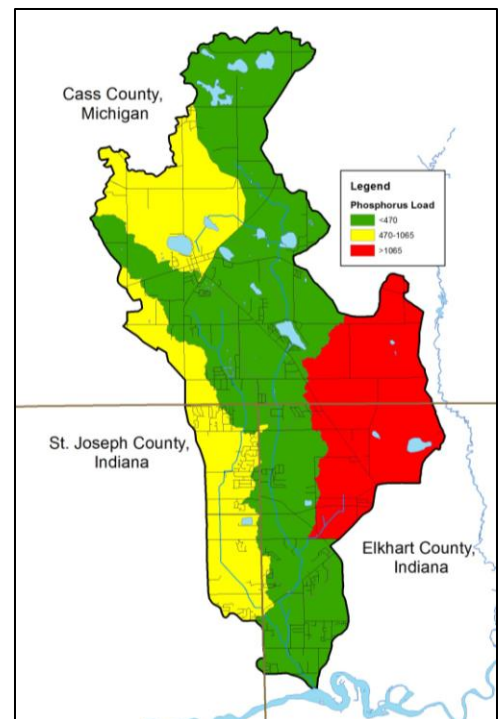 Cass County,
Michigan
Legend
Phosphorus Load
<470
470-1065
>1065
St. Joseph County,
Indiana
Elkhart County,
Indiana